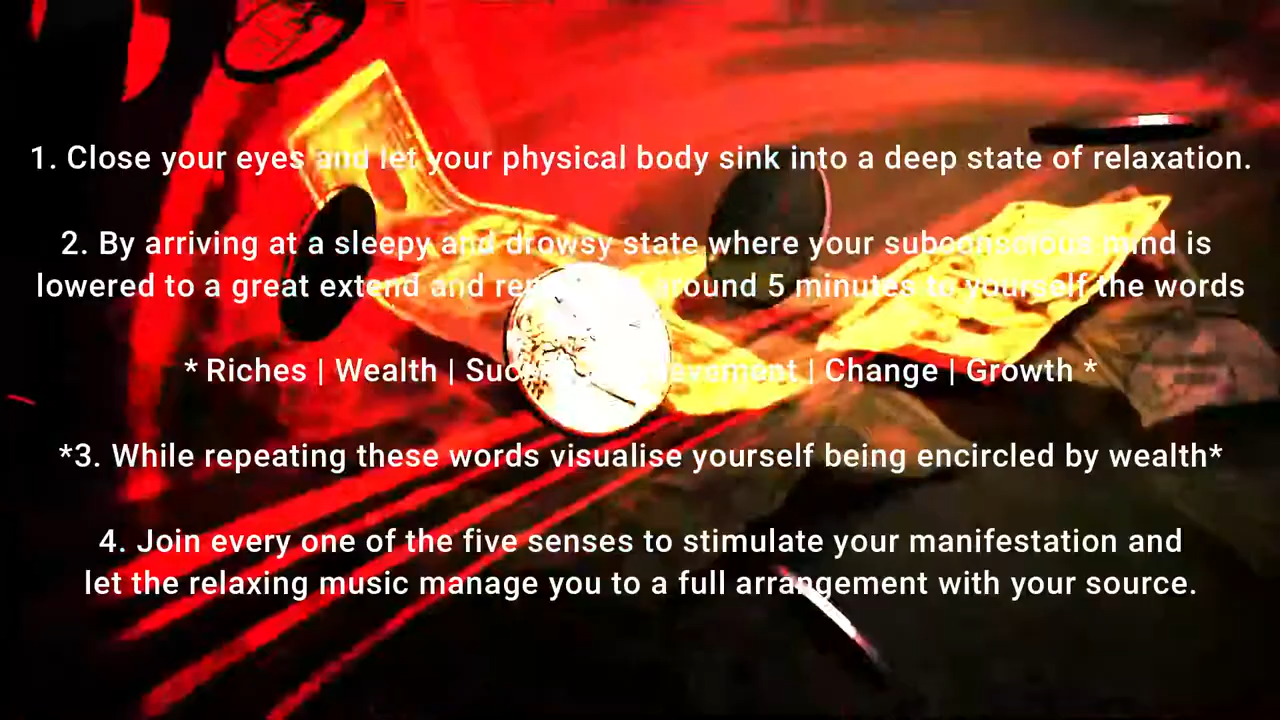 1. Close your eyes and let your physical body sink into a deep state of relaxation.
2. By arriving at a sleepy and drowsy state where your subconscious mind is
lowered to a great extend and around 5 minutes to yourself the words
* Riches | Wealth | | Change | Growth *
*3. While repeating these words visualise yourself being encircled by wealth*
4. Join every one of the five senses to stimulate your manifestation and
let the relaxing music manage you to a full arrangement with your source.